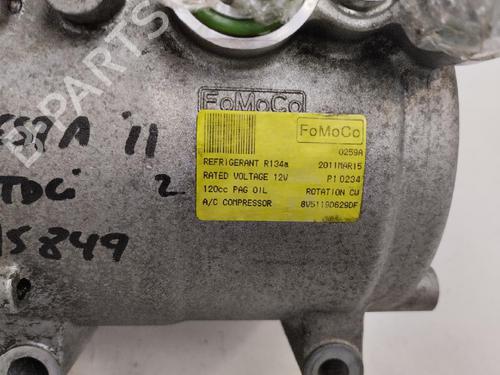 FoMoCo
FoMoCo
0259A
REFRIGERANT R134a 2011MAR15
RATED VOLTAGE 12V P1 0234
120cc PAG OIL ROTATION CW
A/C COMPRESSOR 8V5119D629DF
'11
TDCi 2
15849
B-PARTS